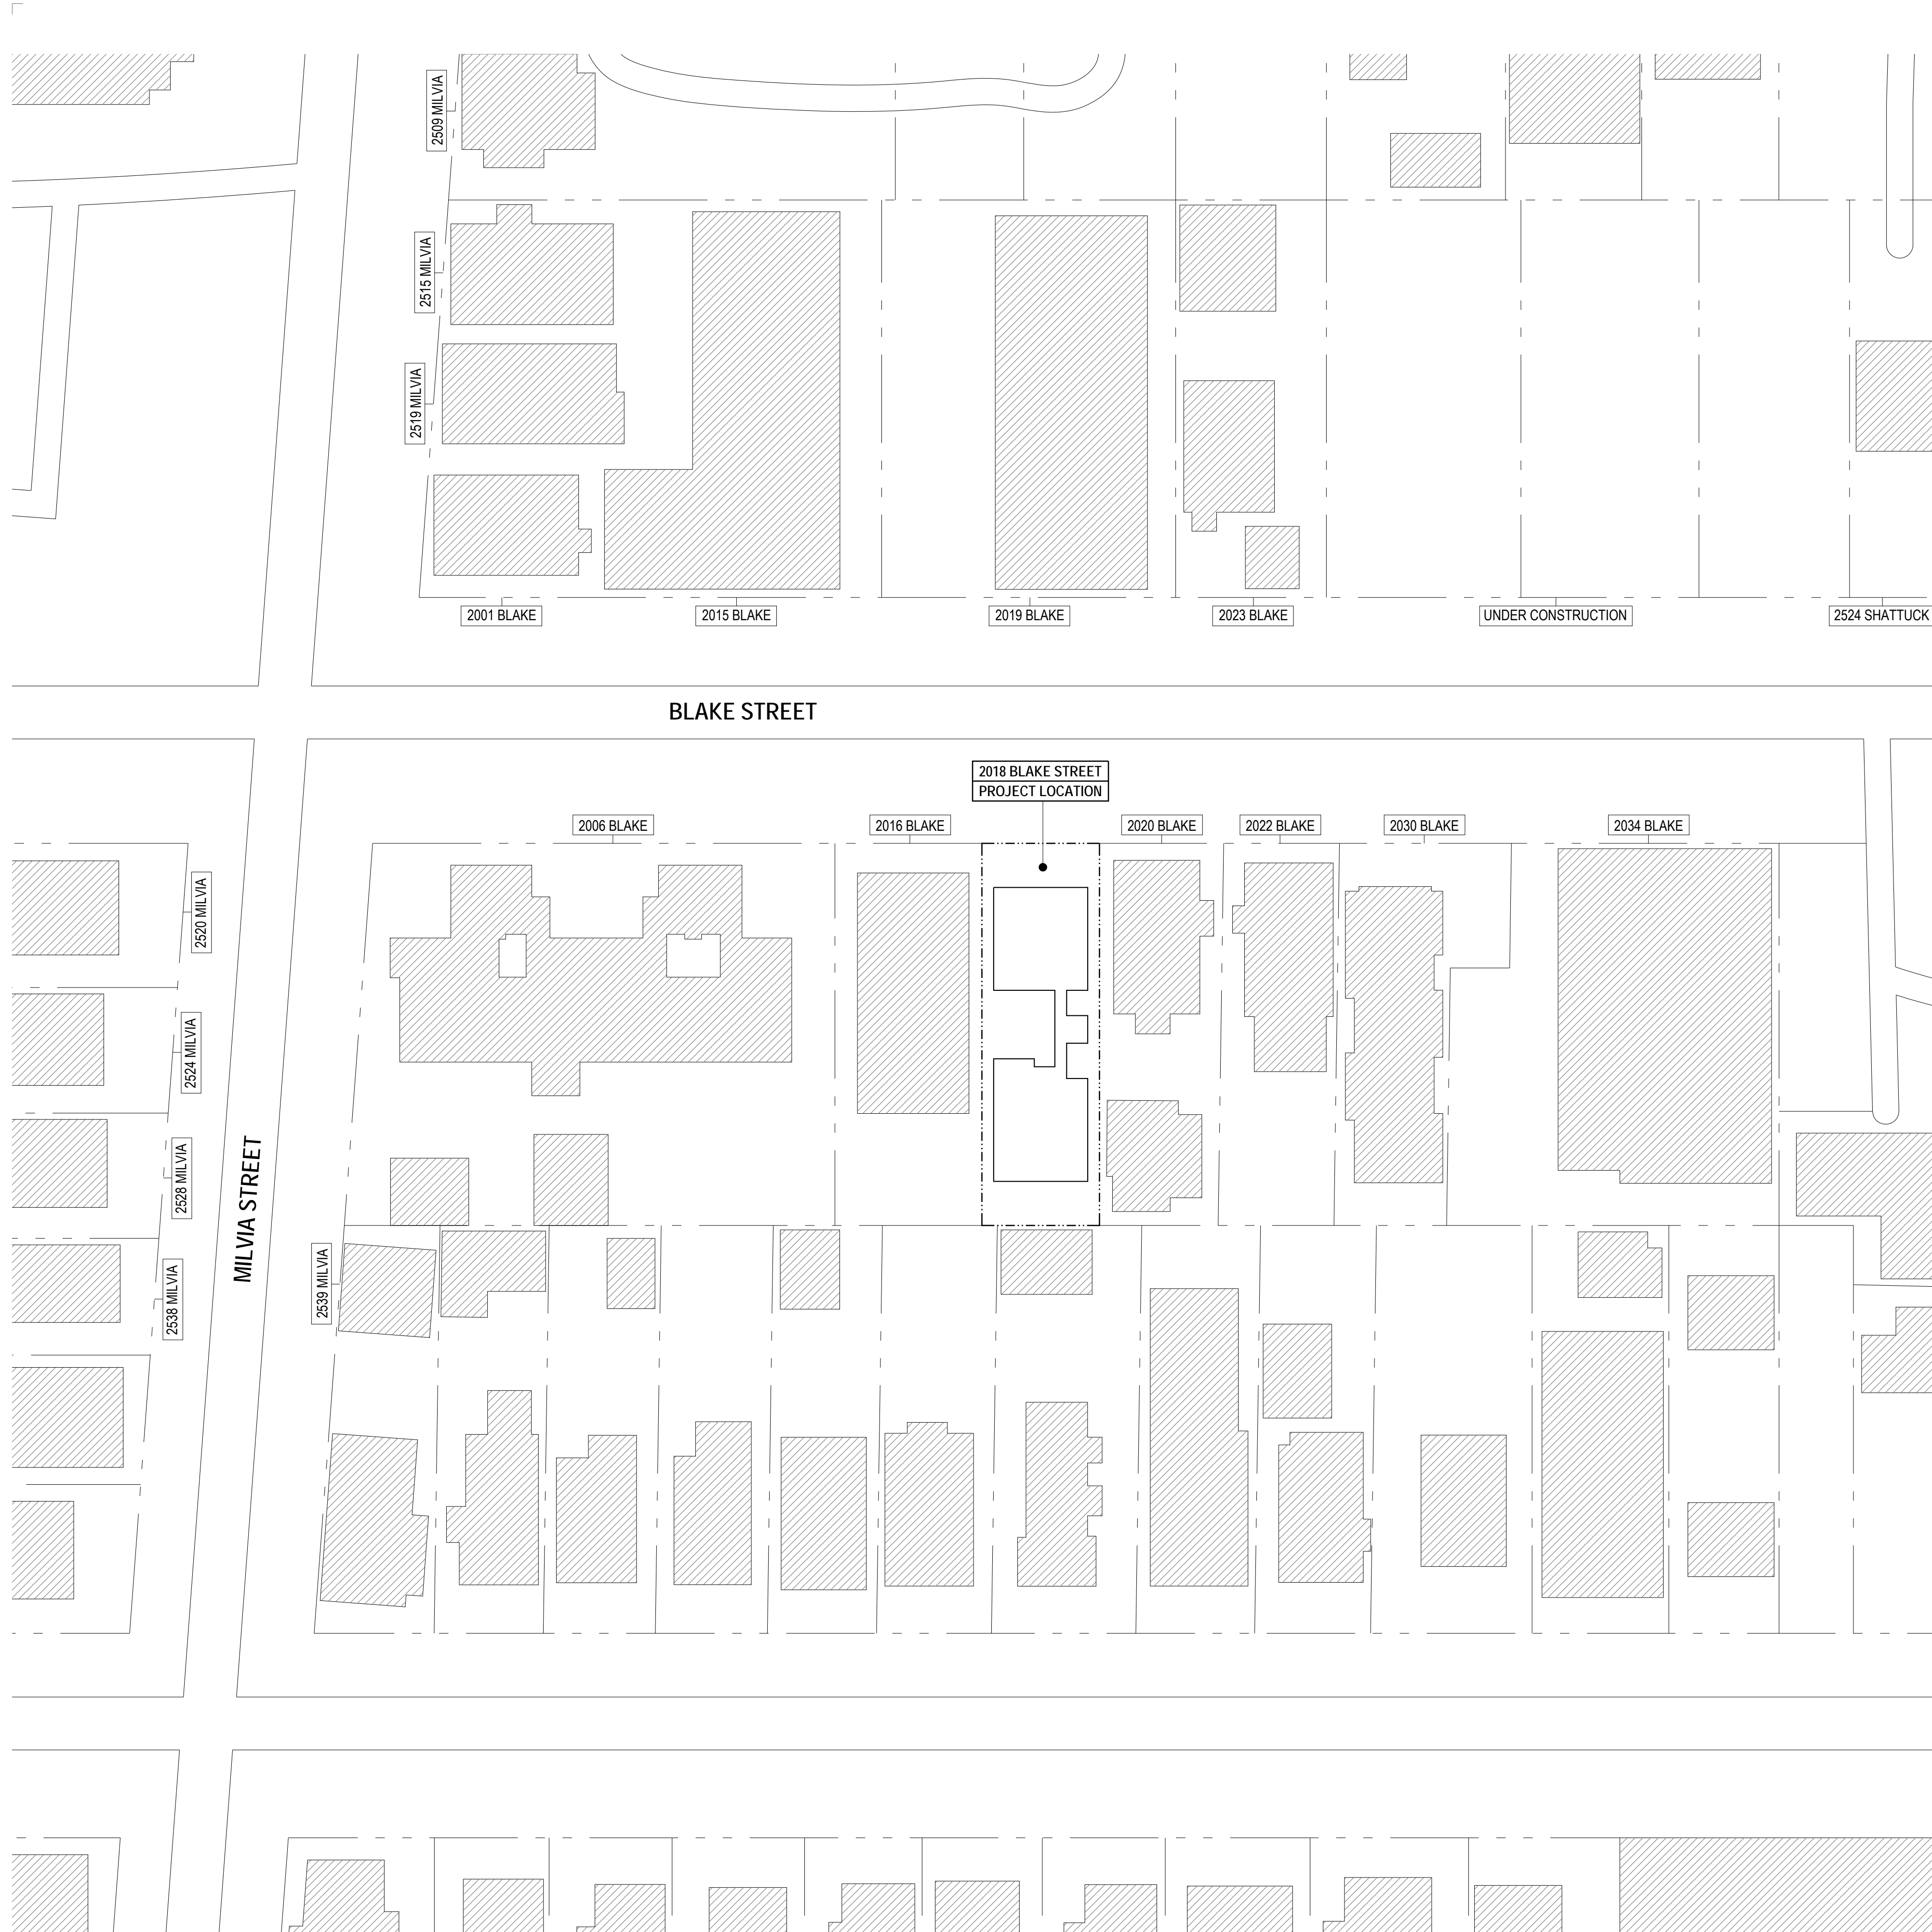 2509 MILVIA
2515 MILVIA
2519 MILVIA
2001 BLAKE
2015 BLAKE
2019 BLAKE
2023 BLAKE
UNDER CONSTRUCTION
2524 SHATTUCK
BLAKE STREET
2018 BLAKE STREET
PROJECT LOCATION
2006 BLAKE
2016 BLAKE
2020 BLAKE
2022 BLAKE
2030 BLAKE
2034 BLAKE
2520 MILVIA
2524 MILVIA
2528 MILVIA
MILVIA STREET
2538 MILVIA
2539 MILVIA